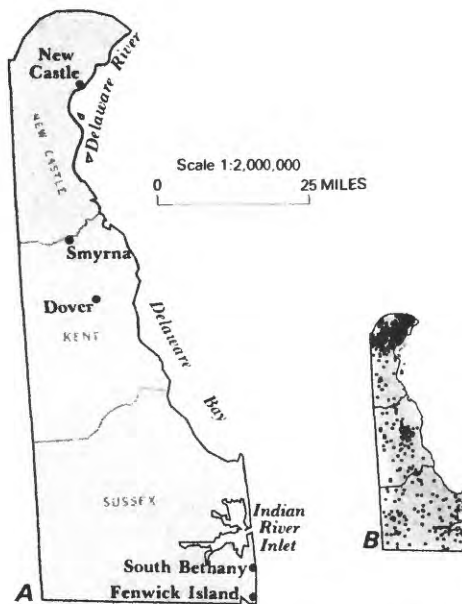 New
Castle
Delaware River
NEW CASTLE
Scale 1:2,000,000
0 25 MILES
Smyrna
Dover
KENT
Delaware
Bay
SUSSEX
Indian
River
Inlet
South Bethany
Fenwick Island
A
B